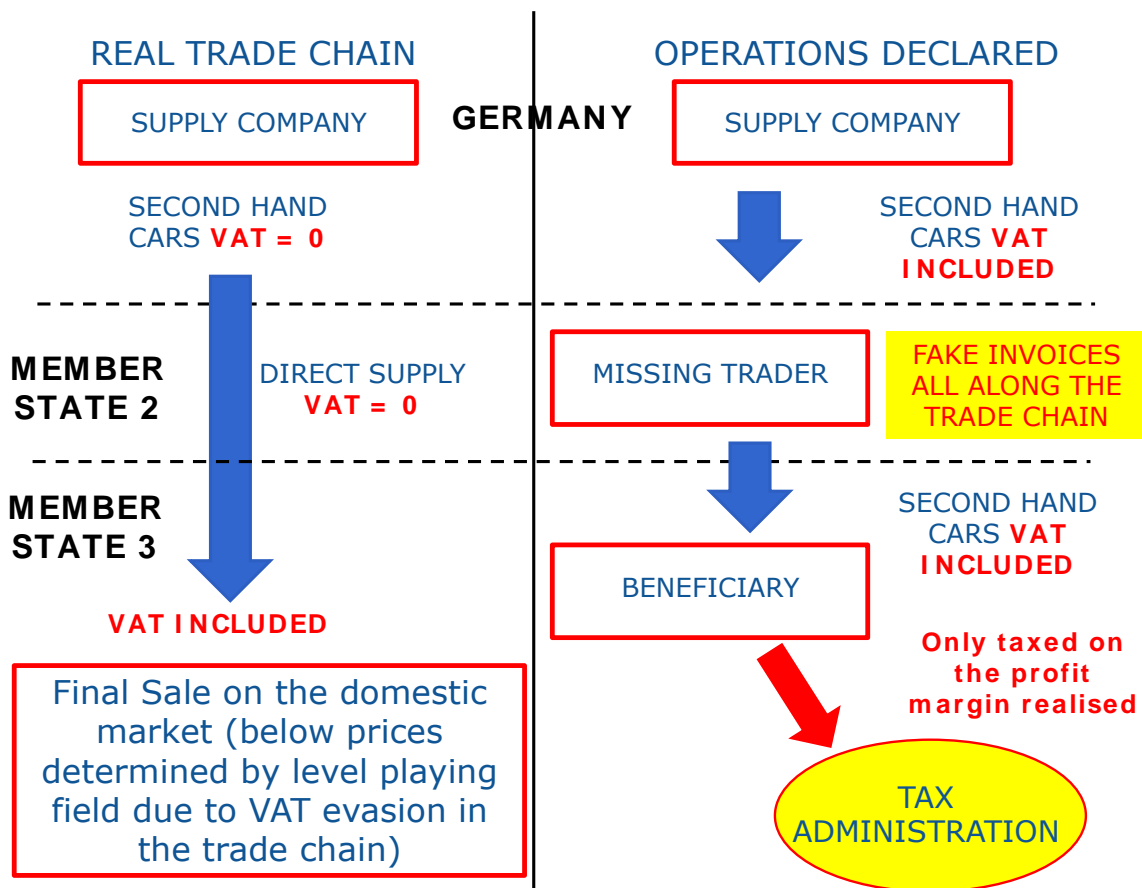 REAL TRADE CHAIN
OPERATIONS DECLARED
SUPPLY COMPANY
GERMANY
SUPPLY COMPANY
SECOND HAND
CARS VAT = 0
SECOND HAND
CARS VAT
INCLUDED
MEMBER
STATE 2
DIRECT SUPPLY
VAT = 0
MISSING TRADER
FAKE INVOICES
ALL ALONG THE
TRADE CHAIN
MEMBER
STATE 3
SECOND HAND
CARS VAT
INCLUDED
BENEFICIARY
VAT INCLUDED
Only taxed on
the profit
margin realised
Final Sale on the domestic
market (below prices
determined by level playing
field due to VAT evasion in
the trade chain)
TAX
ADMINISTRATION